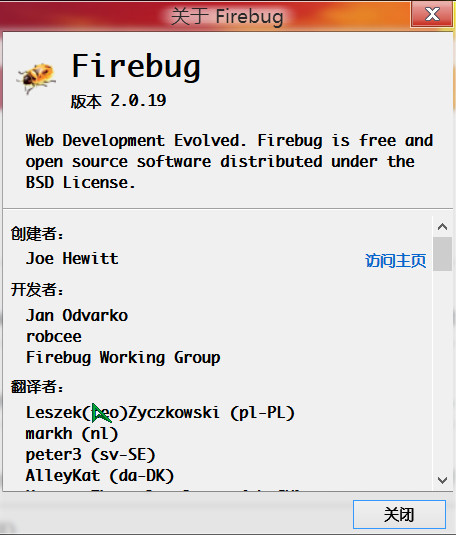 关于 Firebug
Firebug
版本 2.0.19
Web Development Evolved. Firebug is free and
open source software distributed under the
BSD License.
创建者:
Joe Hewitt 访问主页
开发者:
Jan Odvarko
robcee
Firebug Working Group
翻译者:
Zyczkowski (pl-PL)
markh (nl)
peter3 (sv-SE)
AlleyKat (da-DK)
关闭